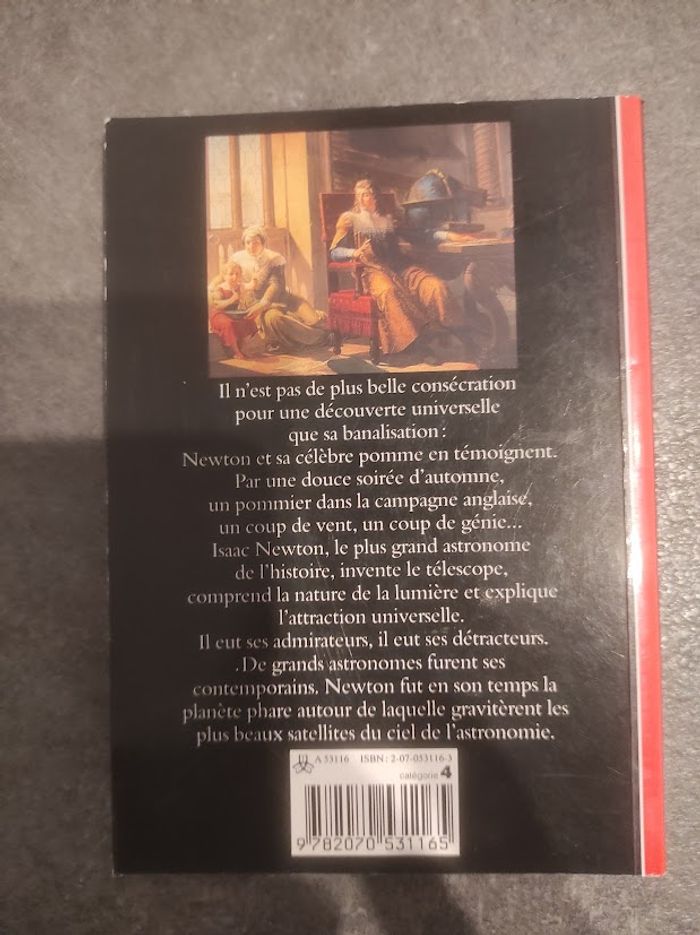 Il n'est pas de plus belle consécration
pour une découverte universelle
que sa banalisation :
Newton et sa célèbre pomme en témoignent.
Par une douce soirée d'automne,
un pommier dans la campagne anglaise,
un coup de vent, un coup de génie...
Isaac Newton, le plus grand astronome
de l'histoire, invente le télescope,
comprend la nature de la lumière et explique
l'attraction universelle.
Il eut ses admirateurs, il eut ses détracteurs.
.De grands astronomes furent ses
contemporains. Newton fut en son temps la
planète phare autour de laquelle gravitèrent les
plus beaux satellites du ciel de l'astronomie.
A 53116 ISBN : 2-07-053116-3
catégorie 4
9 782070 531165